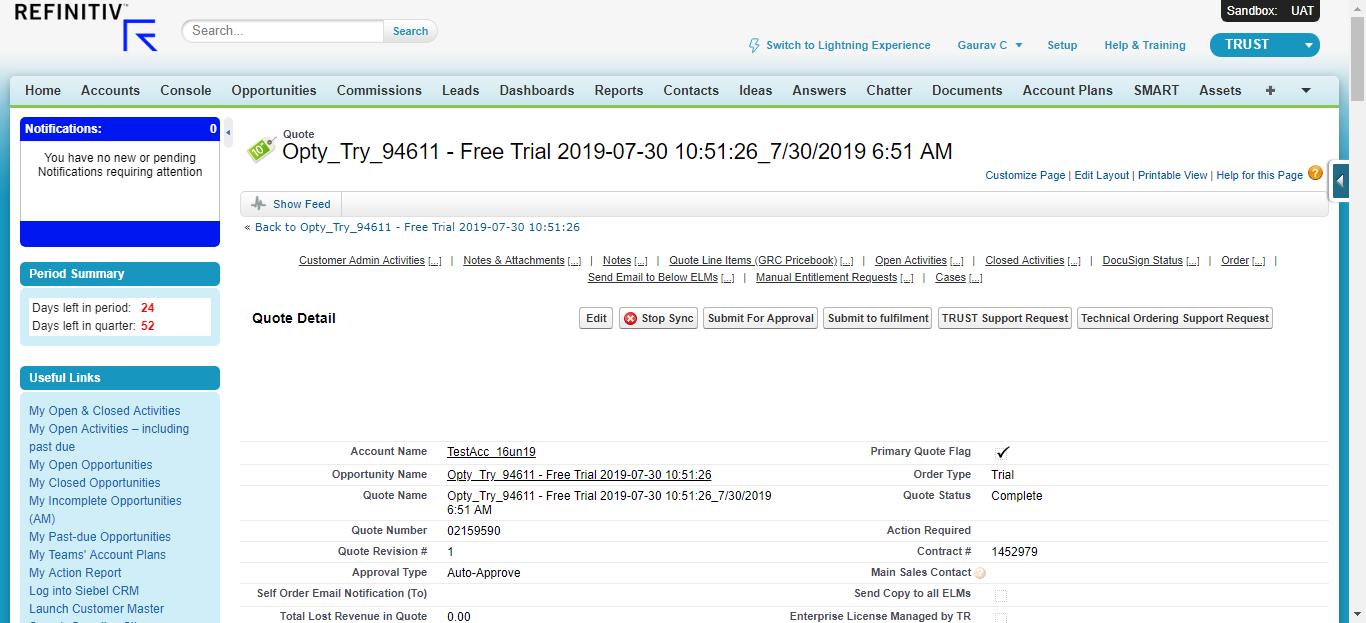 REFINITIV
Search...
Search
Sandbox: UAT
Switch to Lightning Experience
Gaurav C
Setup
Help & Training
TRUST
Home Accounts Console Opportunities Commissions Leads Dashboards Reports Contacts Ideas Answers Chatter Documents Account Plans SMART Assets +
Notifications: 0
You have no new or pending
Notifications requiring attention
Period Summary
Days left in period: 24
Days left in quarter: 52
Useful Links
My Open & Closed Activities
My Open Activities – including
past due
My Open Opportunities
My Closed Opportunities
My Incomplete Opportunities
(AM)
My Past-due Opportunities
My Teams' Account Plans
My Action Report
Log into Siebel CRM
Launch Customer Master
Quote
Opty_Try_94611 - Free Trial 2019-07-30 10:51:26_7/30/2019 6:51 AM
Customize Page | Edit Layout | Printable View | Help for this Page ?
Show Feed
« Back to Opty_Try_94611 - Free Trial 2019-07-30 10:51:26
Customer Admin Activities [...] | Notes & Attachments [...] | Notes [...] | Quote Line Items (GRC Pricebook) [...] | Open Activities [...] | Closed Activities [...] | DocuSign Status [...] | Order [...] |
Send Email to Below ELMs [...] | Manual Entitlement Requests [...] | Cases [...]
Quote Detail
Edit
Stop Sync
Submit For Approval
Submit to fulfilment
TRUST Support Request
Technical Ordering Support Request
Account Name TestAcc_16un19 Primary Quote Flag
Opportunity Name Opty_Try_94611 - Free Trial 2019-07-30 10:51:26 Order Type Trial
Quote Name Opty_Try_94611 - Free Trial 2019-07-30 10:51:26_7/30/2019 Quote Status Complete
6:51 AM
Quote Number 02159590 Action Required
Quote Revision # 1 Contract # 1452979
Approval Type Auto-Approve Main Sales Contact ?
Self Order Email Notification (To) Send Copy to all ELMs
Total Lost Revenue in Quote 0.00 Enterprise License Managed by TR